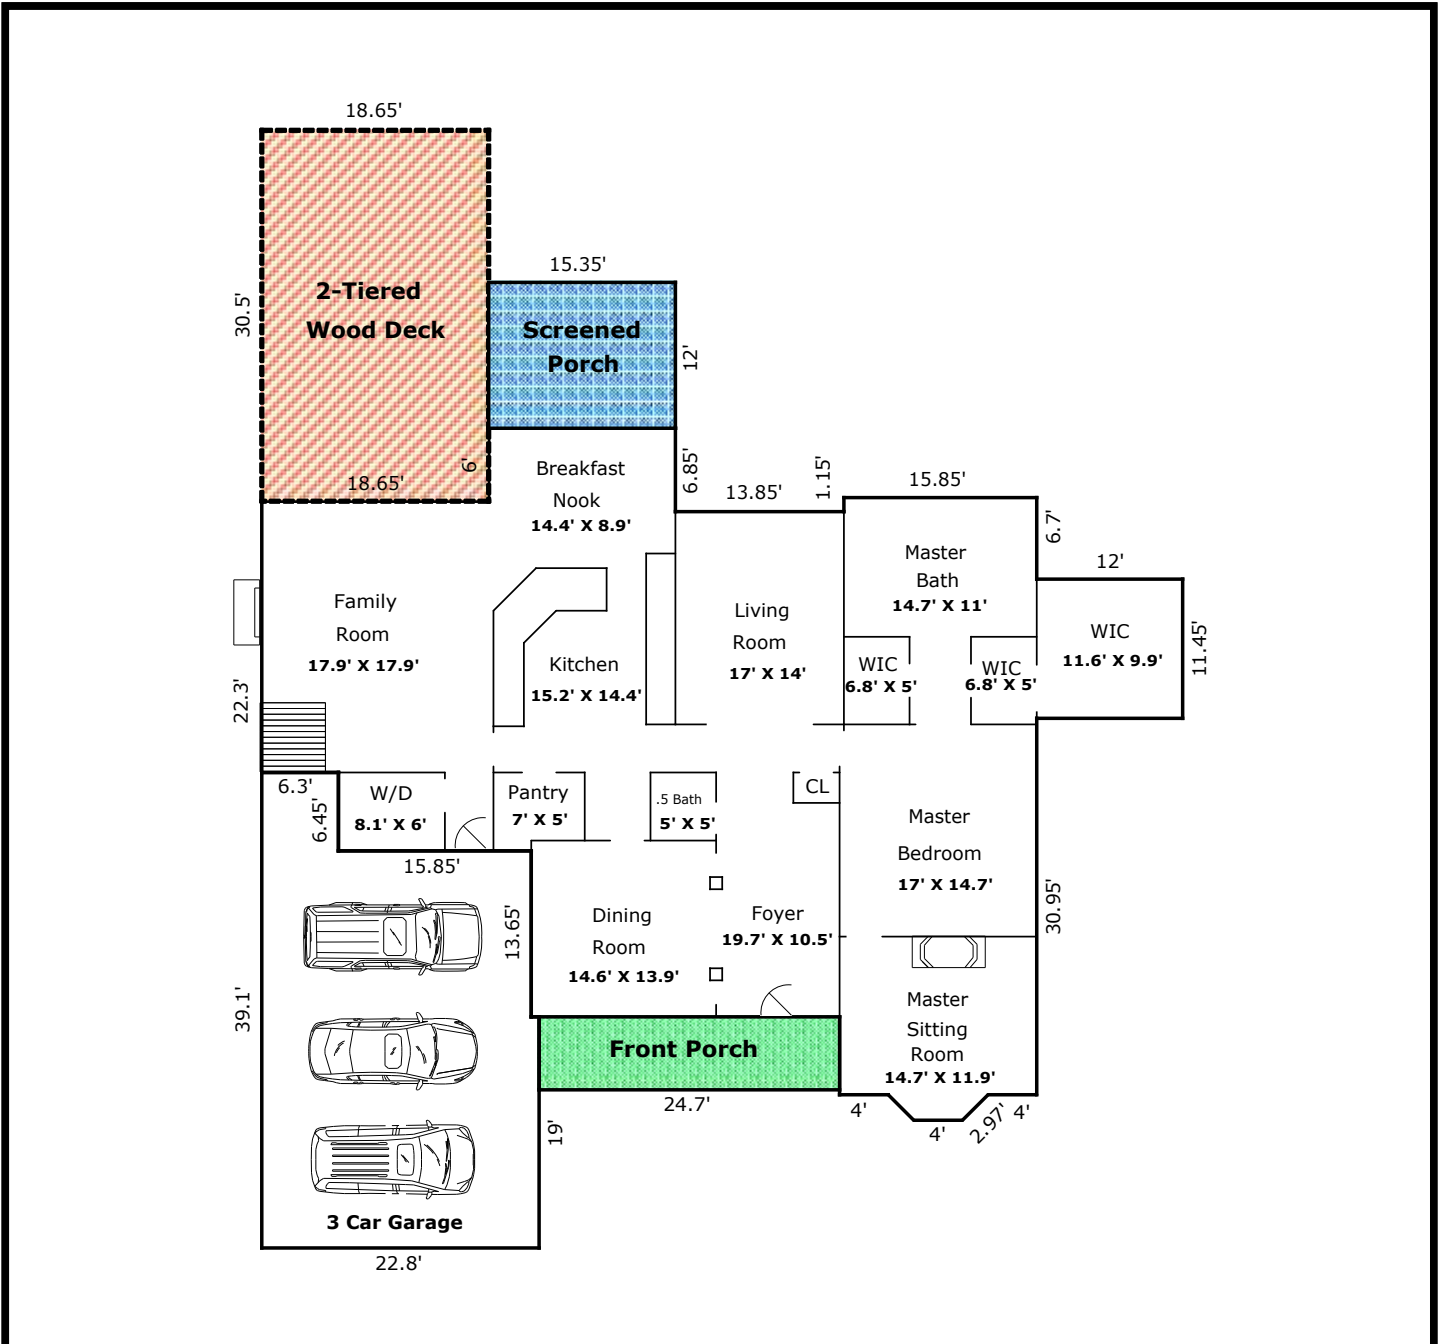 18.65'
30.5'
2-Tiered
Wood Deck
18.65'
6'
15.35'
Screened
Porch
12'
6.85'
Breakfast
Nook
14.4' X 8.9'
13.85'
1.15'
15.85'
6.7'
12'
11.45'
Master
Bath
14.7' X 11'
WIC
11.6' X 9.9'
WIC
6.8' X 5'
WIC
6.8' X 5'
Living
Room
17' X 14'
Family
Room
17.9' X 17.9'
Kitchen
15.2' X 14.4'
22.3'
6.3'
6.45'
W/D
8.1' X 6'
15.85'
Pantry
7' X 5'
.5 Bath
5' X 5'
CL
Master
Bedroom
17' X 14.7'
30.95'
13.65'
Dining
Room
14.6' X 13.9'
Foyer
19.7' X 10.5'
Master
Sitting
Room
14.7' X 11.9'
39.1'
Front Porch
24.7'
4'
4'
2.97'
4'
19'
3 Car Garage
22.8'